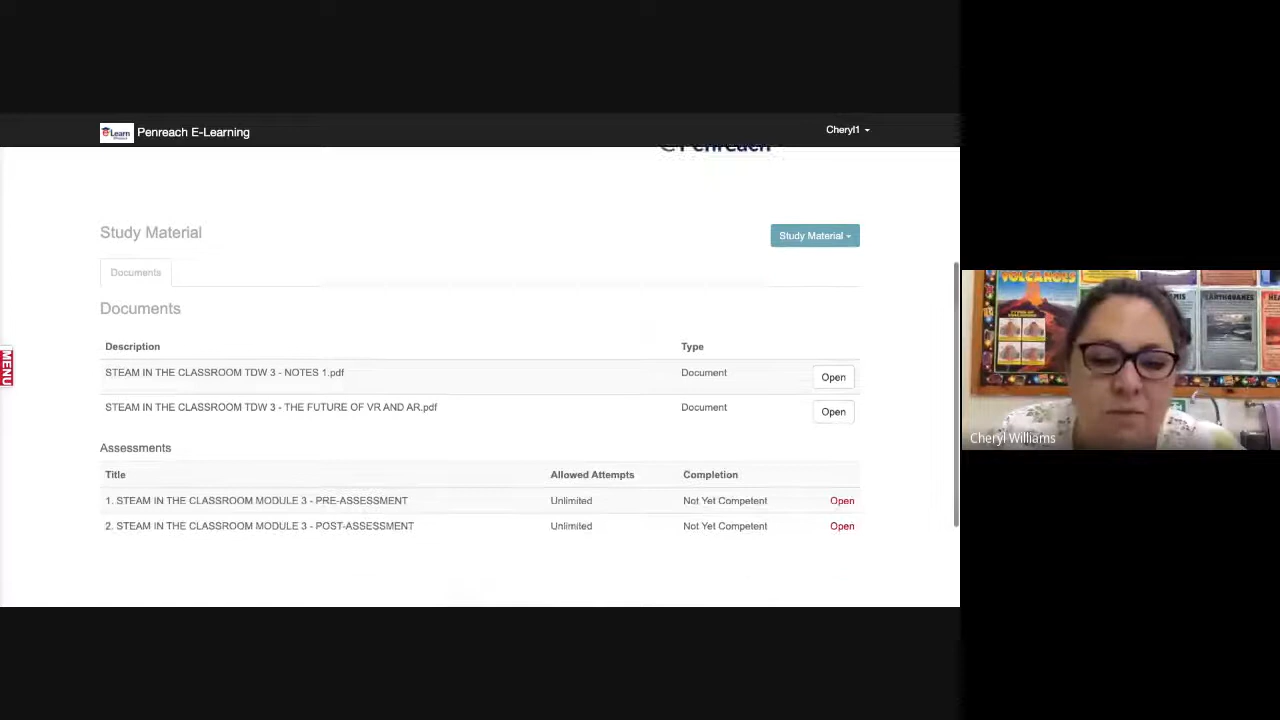 eLearn
Penreach E-Learning
Cheryl1
Penreach
Study Material
Study Material
Documents
Documents
Description Type
STEAM IN THE CLASSROOM TDW 3 - NOTES 1.pdf Document Open
STEAM IN THE CLASSROOM TDW 3 - THE FUTURE OF VR AND AR.pdf Document Open
Assessments
Title Allowed Attempts Completion
1. STEAM IN THE CLASSROOM MODULE 3 - PRE-ASSESSMENT Unlimited Not Yet Competent Open
2. STEAM IN THE CLASSROOM MODULE 3 - POST-ASSESSMENT Unlimited Not Yet Competent Open
MENU
VOLCANOES
EARTHQUAKES
Cheryl Williams